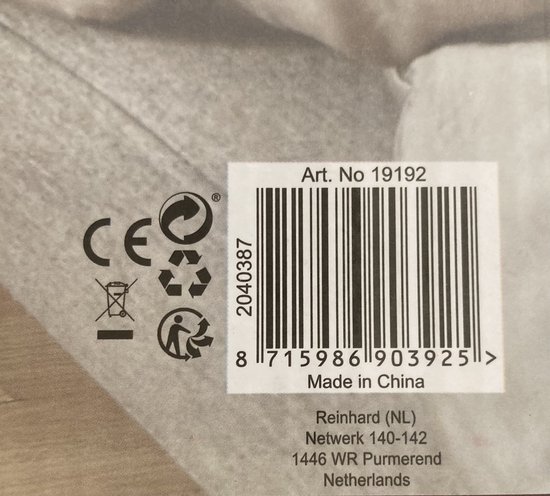 Art. No 19192
2040387
8 715986 903925 >
Made in China
CE
®
Reinhard (NL)
Netwerk 140-142
1446 WR Purmerend
Netherlands